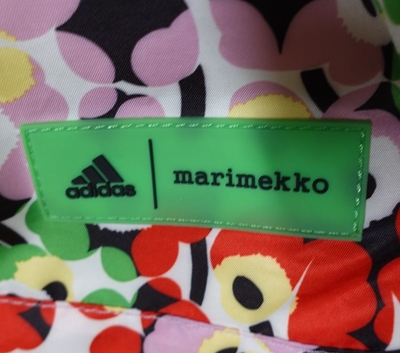 adidas | marimekko